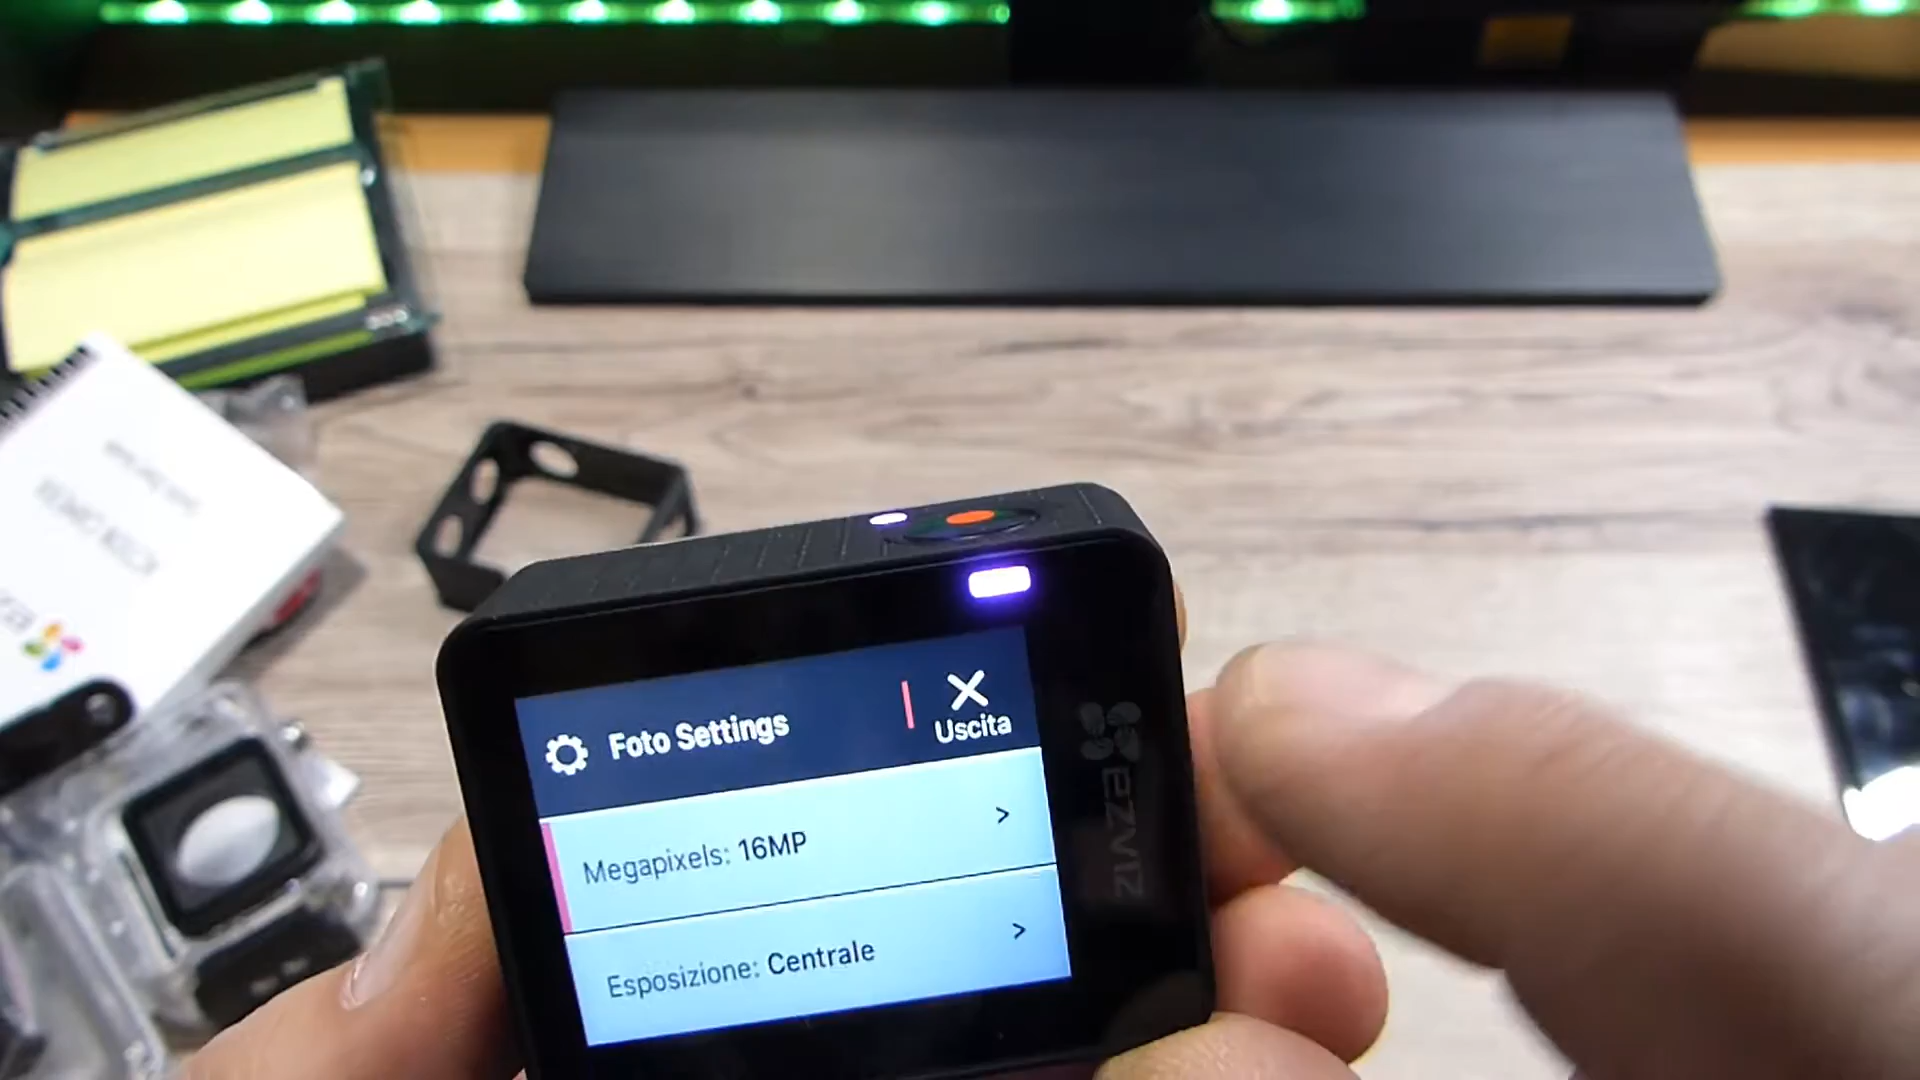 Foto Settings
Uscita
Megapixels: 16MP >
Esposizione: Centrale >
ezviz